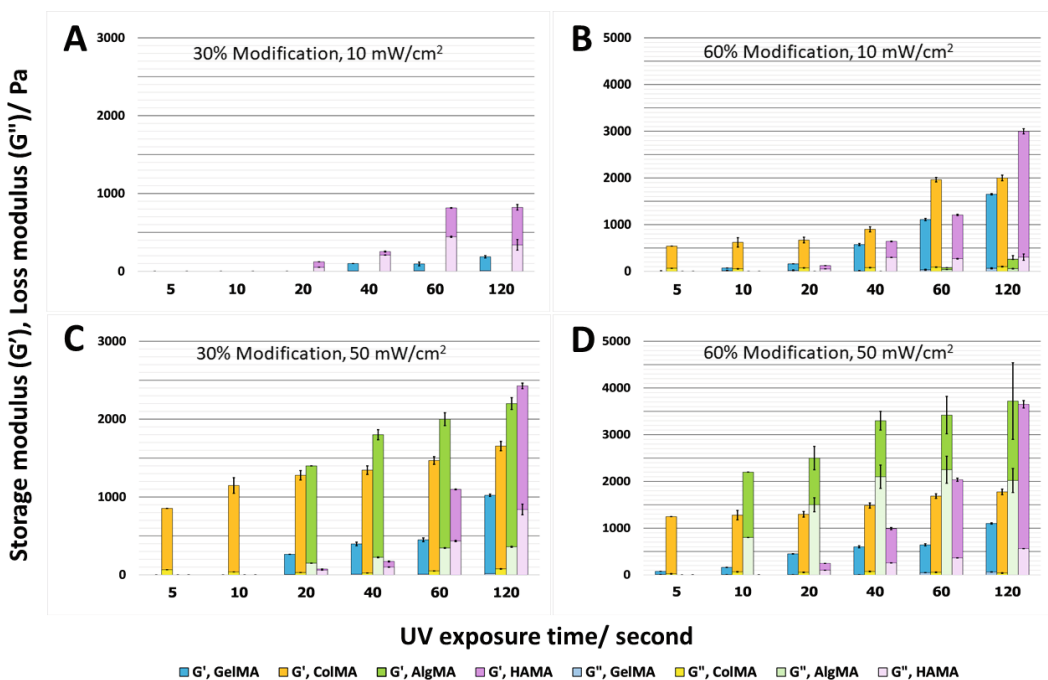 A
30% Modification, 10 mW/cm²
3000
2000
1000
0
5 10 20 40 60 120
B
60% Modification, 10 mW/cm²
5000
4000
3000
2000
1000
0
5 10 20 40 60 120
C
30% Modification, 50 mW/cm²
3000
2000
1000
0
5 10 20 40 60 120
D
60% Modification, 50 mW/cm²
5000
4000
3000
2000
1000
0
5 10 20 40 60 120
Storage modulus (G’), Loss modulus (G")/ Pa
UV exposure time/ second
G', GelMA G', ColMA G', AlgMA G', HAMA G", GelMA G", ColMA G", AlgMA G", HAMA